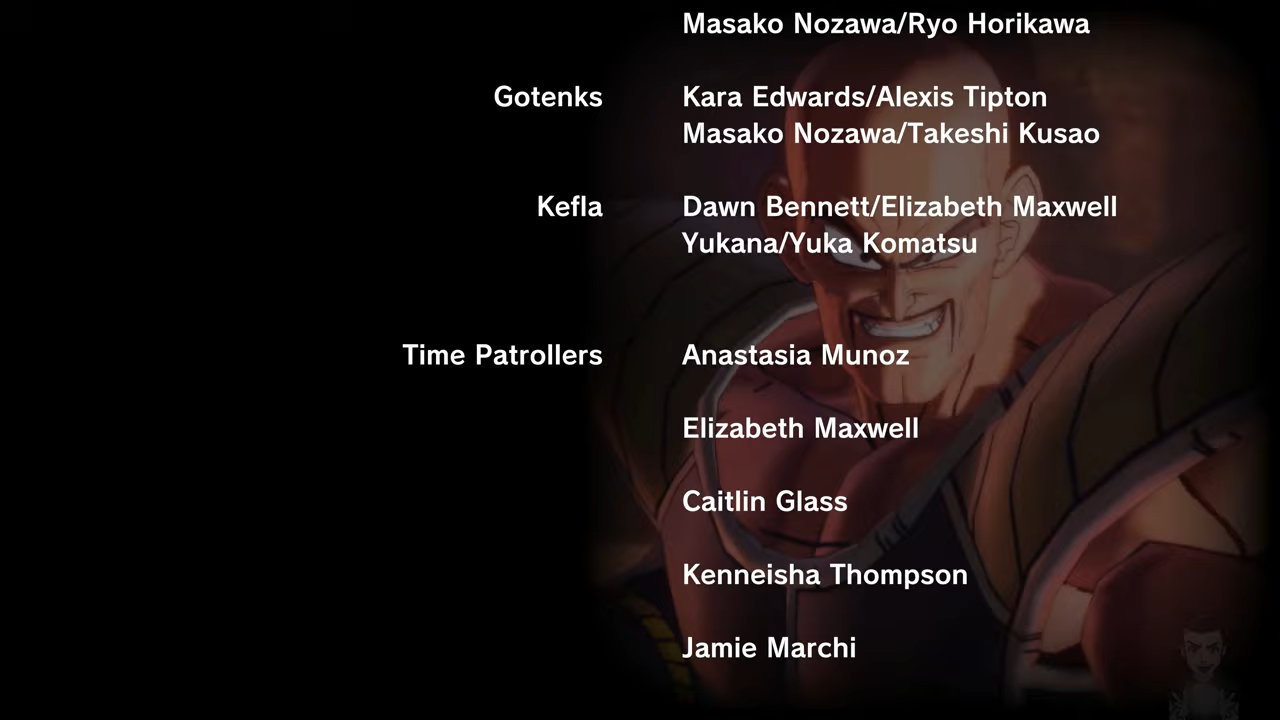 Masako Nozawa/Ryo Horikawa
Gotenks Kara Edwards/Alexis Tipton
Masako Nozawa/Takeshi Kusao
Kefla Dawn Bennett/Elizabeth Maxwell
Yukana/Yuka Komatsu
Time Patrollers Anastasia Munoz
Elizabeth Maxwell
Caitlin Glass
Kenneisha Thompson
Jamie Marchi